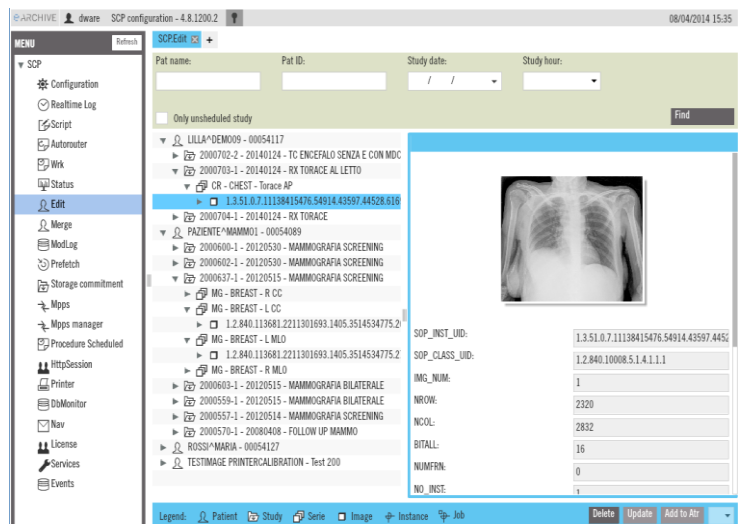 e-ARCHIVE dware SCP configuration - 4.8.1200.2 08/04/2014 15:35
MENU Refresh
SCP
Configuration
Realtime Log
Script
Autorouter
Wrk
Status
Edit
Merge
ModLog
Prefetch
Storage commitment
Mpps
Mpps manager
Procedure Scheduled
HttpSession
Printer
DbMonitor
Nav
License
Services
Events
SCP.Edit +
Pat name: Pat ID: Study date: Study hour:
/ /
Only unsheduled study Find
LILLA^DEMO09 - 00054117
2000702-2 - 20140124 - TC ENCEFALO SENZA E CON MDC
2000703-1 - 20140124 - RX TORACE AL LETTO
CR - CHEST - Torace AP
1.3.51.0.7.11138415476.54914.43597.44528.616
2000704-1 - 20140124 - RX TORACE
PAZIENTE^MAMMO1 - 00054089
2000600-1 - 20120530 - MAMMOGRAFIA SCREENING
2000602-1 - 20120530 - MAMMOGRAFIA SCREENING
2000637-1 - 20120515 - MAMMOGRAFIA SCREENING
MG - BREAST - R CC
MG - BREAST - L CC
1.2.840.113681.2211301693.1405.3514534775.2
MG - BREAST - L MLO
1.2.840.113681.2211301693.1405.3514534775.2
MG - BREAST - R MLO
2000603-1 - 20120515 - MAMMOGRAFIA BILATERALE
2000559-1 - 20120515 - MAMMOGRAFIA BILATERALE
2000557-1 - 20120514 - MAMMOGRAFIA SCREENING
2000570-1 - 20080408 - FOLLOW UP MAMMO
ROSSI^MARIA - 00054127
TESTIMAGE PRINTERCALIBRATION - Test 200
SOP_INST_UID: 1.3.51.0.7.11138415476.54914.43597.4452
SOP_CLASS_UID: 1.2.840.10008.5.1.4.1.1.1
IMG_NUM: 1
NROW: 2320
NCOL: 2832
BITALL: 16
NUMFRN: 0
NO_INST: 1
Legend: Patient Study Serie Image Instance Job Delete Update Add to Atr